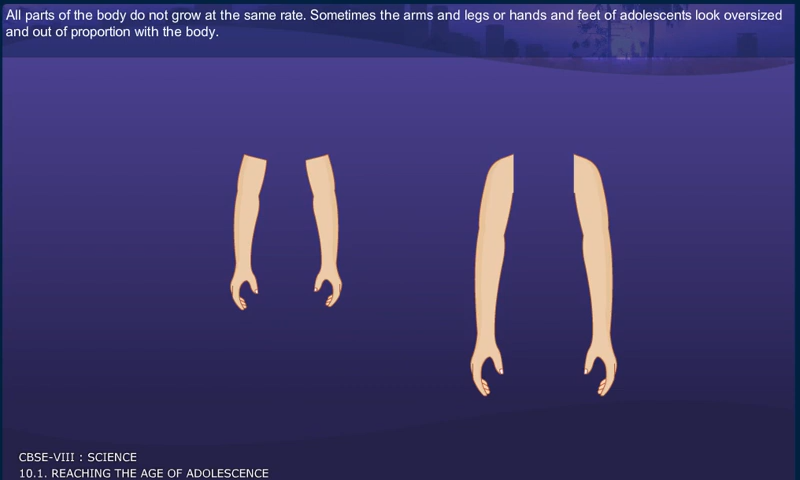 All parts of the body do not grow at the same rate. Sometimes the arms and legs or hands and feet of adolescents look oversized
and out of proportion with the body.
CBSE-VIII : SCIENCE
10.1. REACHING THE AGE OF ADOLESCENCE